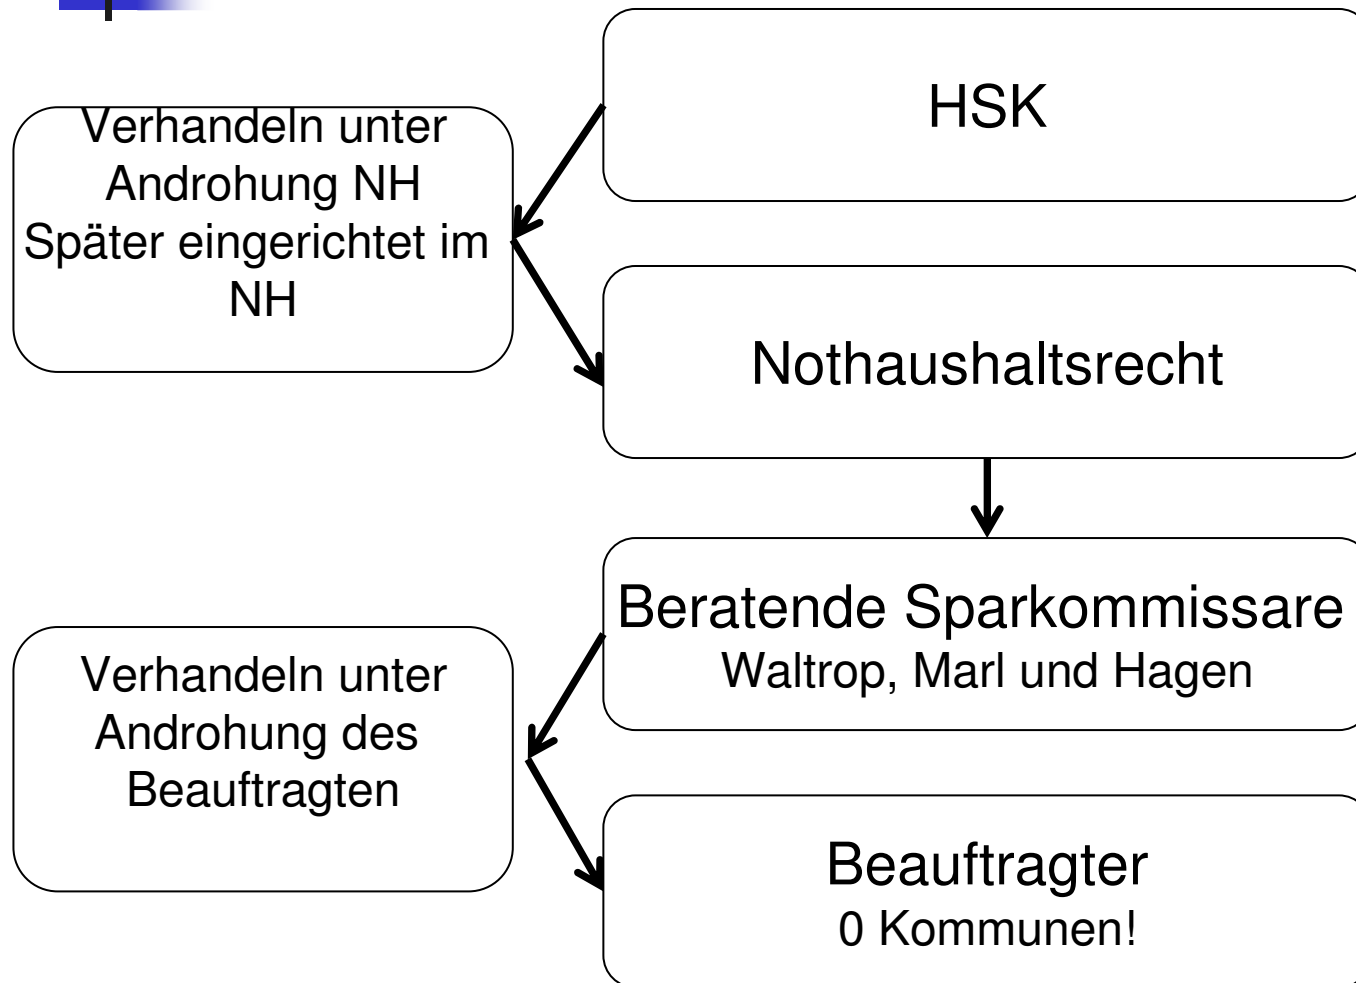 HSK
Verhandeln unter
Androhung NH
Später eingerichtet im
NH
Nothaushaltsrecht
Beratende Sparkommissare
Waltrop, Marl und Hagen
Verhandeln unter
Androhung des
Beauftragten
Beauftragter
0 Kommunen!